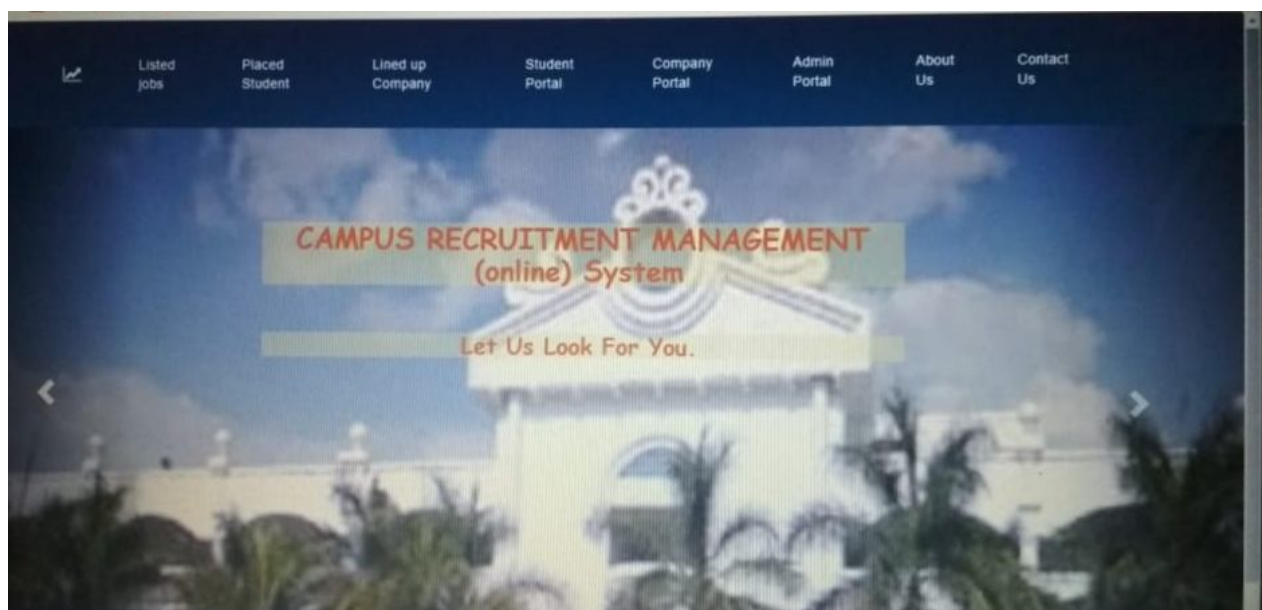 Listed jobs
Placed Student
Lined up Company
Student Portal
Company Portal
Admin Portal
About Us
Contact Us
CAMPUS RECRUITMENT MANAGEMENT
(online) System
Let Us Look For You.